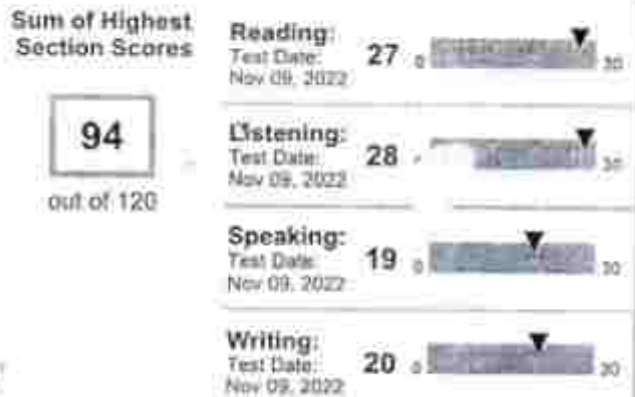 Sum of Highest
Section Scores
94
out of 120
Reading:
Test Date:
Nov 09, 2022
27
0
30
Listening:
Test Date:
Nov 09, 2022
28
30
Speaking:
Test Date:
Nov 09, 2022
19
0
30
Writing:
Test Date:
Nov 09, 2022
20
0
30